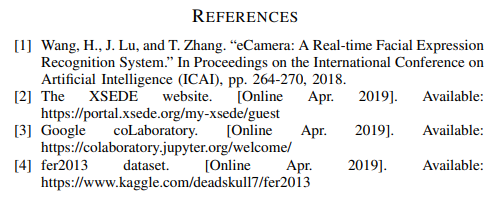 REFERENCES
[1] Wang, H., J. Lu, and T. Zhang. “eCamera: A Real-time Facial Expression
Recognition System.” In Proceedings on the International Conference on
Artificial Intelligence (ICAI), pp. 264-270, 2018.
[2] The XSEDE website. [Online Apr. 2019]. Available:
https://portal.xsede.org/my-xsede/guest
[3] Google coLaboratory. [Online Apr. 2019]. Available:
https://colaboratory.jupyter.org/welcome/
[4] fer2013 dataset. [Online Apr. 2019]. Available:
https://www.kaggle.com/deadskull7/fer2013